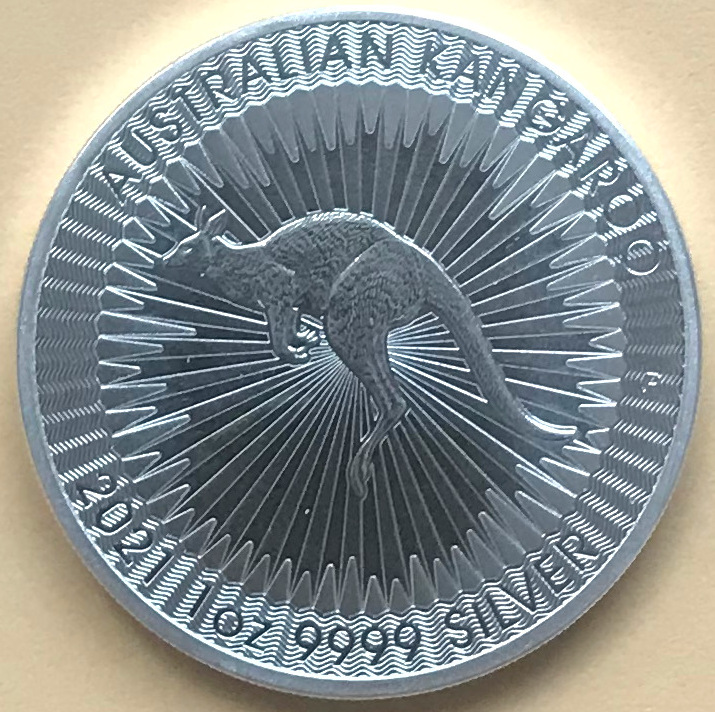 AUSTRALIAN KANGAROO Ⓟ
P
2021 1oz 9999 SILVER